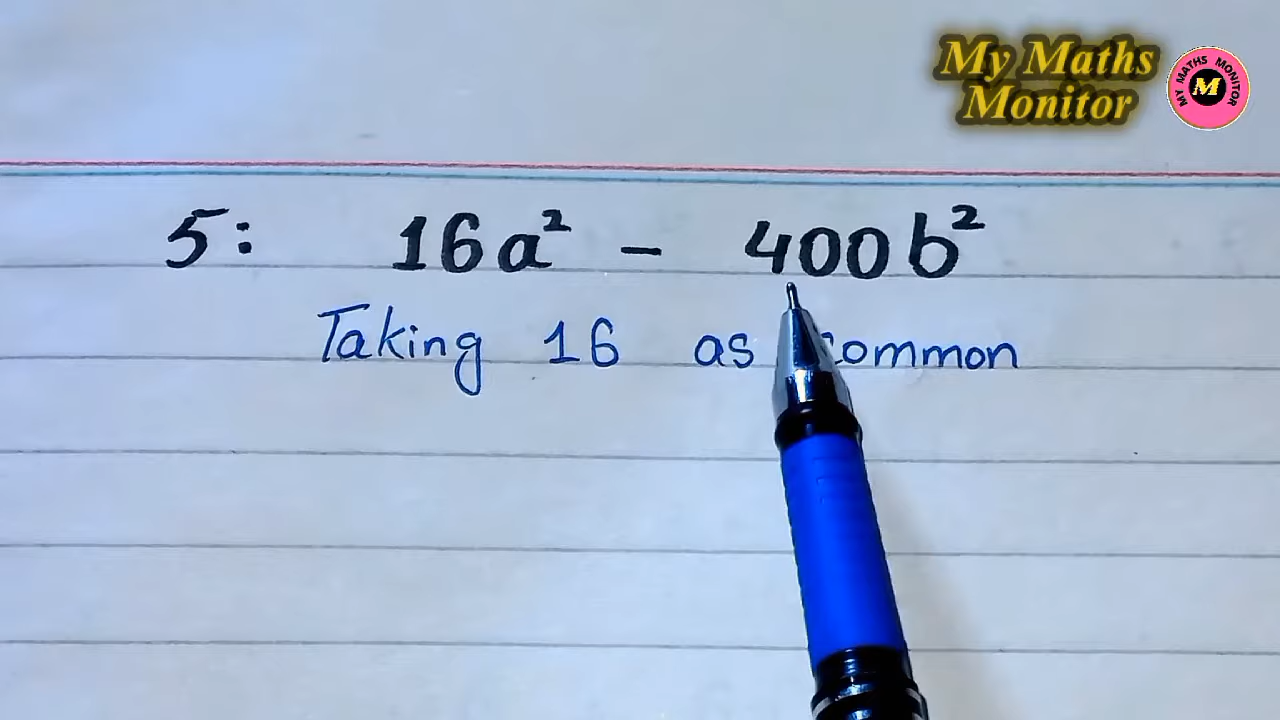 My Maths
Monitor
MY MATHS MONITOR
M
5: 16a² - 400b²
Taking 16 as common